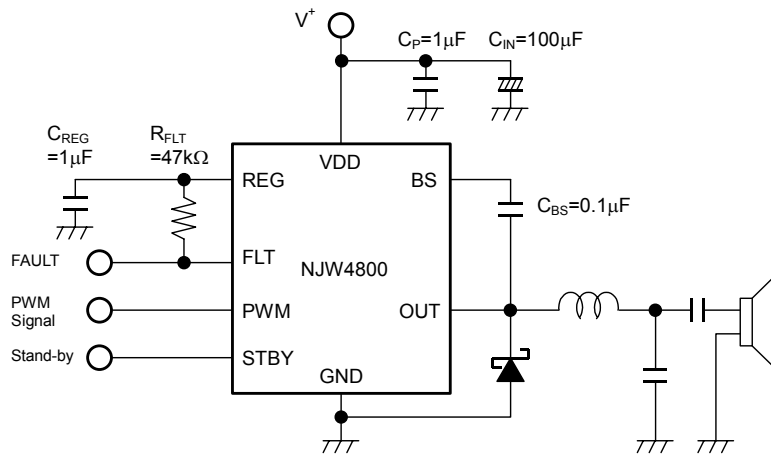 V+
CP=1μF
CIN=100μF
CREG
=1μF
RFLT
=47kΩ
VDD
REG
BS
CBS=0.1μF
FAULT
FLT
NJW4800
PWM
Signal
PWM
OUT
Stand-by
STBY
GND